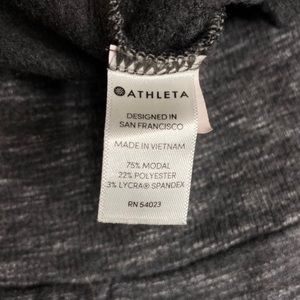 ATHLETA
DESIGNED IN
SAN FRANCISCO
MADE IN VIETNAM
75% MODAL
22% POLYESTER
3% LYCRA® SPANDEX
RN 54023